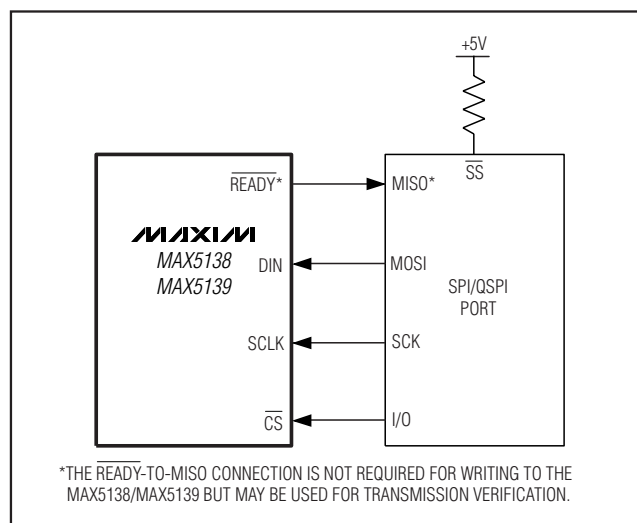 +5V
SS
READY*
MISO*
MAXIM
MAX5138
MAX5139
DIN
MOSI
SPI/QSPI
PORT
SCLK
SCK
CS
I/O
*THE READY-TO-MISO CONNECTION IS NOT REQUIRED FOR WRITING TO THE
MAX5138/MAX5139 BUT MAY BE USED FOR TRANSMISSION VERIFICATION.